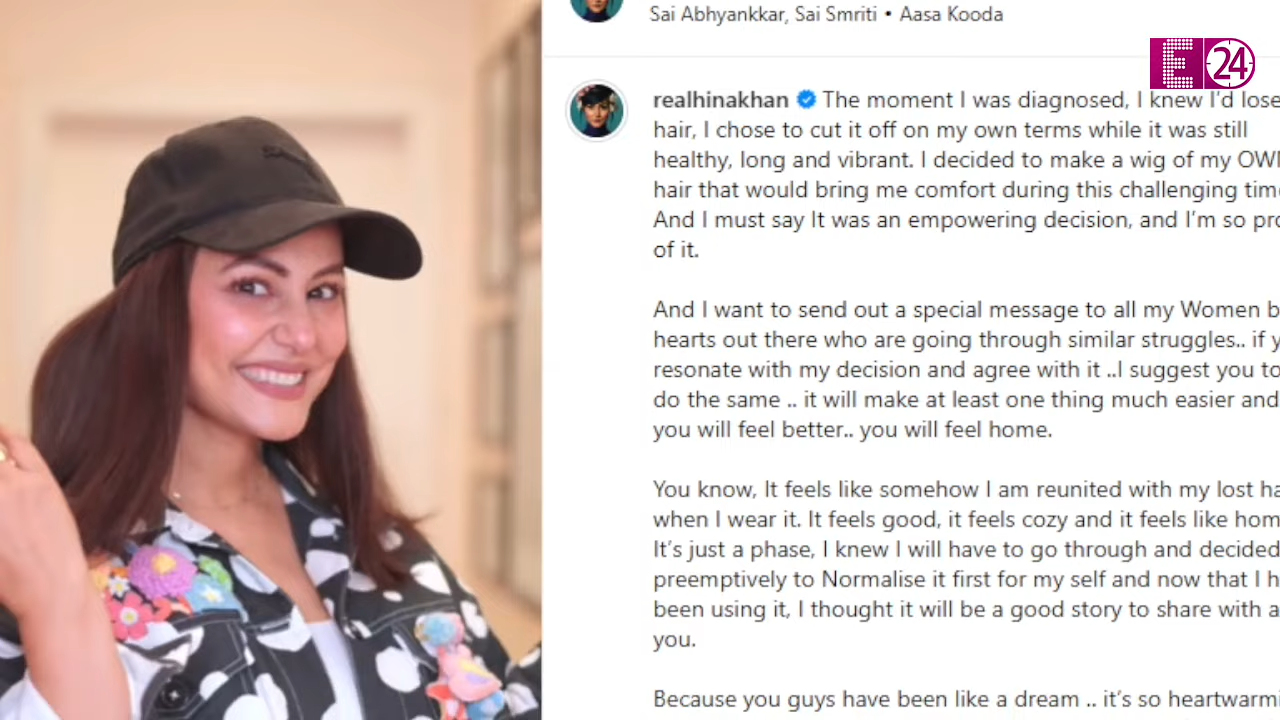 Sai Abhyankkar, Sai Smriti • Aasa Kooda
E24
realhinakhan The moment I was diagnosed, I knew I'd lose
hair, I chose to cut it off on my own terms while it was still
healthy, long and vibrant. I decided to make a wig of my
hair that would bring me comfort during this challenging
And I must say It was an empowering decision, and I'm so
of it.
And I want to send out a special message to all my Women
hearts out there who are going through similar struggles.. if
resonate with my decision and agree with it ..I suggest you
do the same .. it will make at least one thing much easier and
you will feel better.. you will feel home.
You know, It feels like somehow I am reunited with my lost
when I wear it. It feels good, it feels cozy and it feels like
It's just a phase, I knew I will have to go through and decided
preemptively to Normalise it first for my self and now that I
been using it, I thought it will be a good story to share with
you.
Because you guys have been like a dream .. it's so